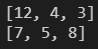 [12, 4, 3]
[7, 5, 8]